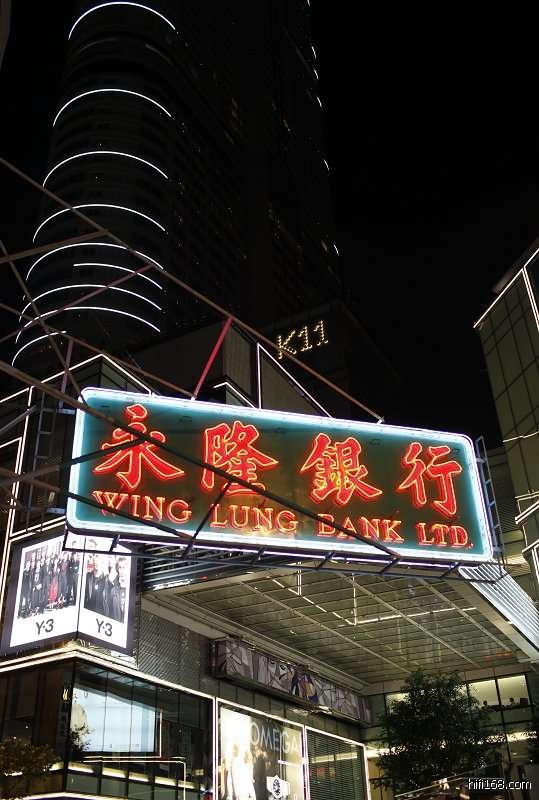 K11
永隆銀行
WING LUNG BANK LTD.
Y-3
Y-3
OMEGA
hifi168.com